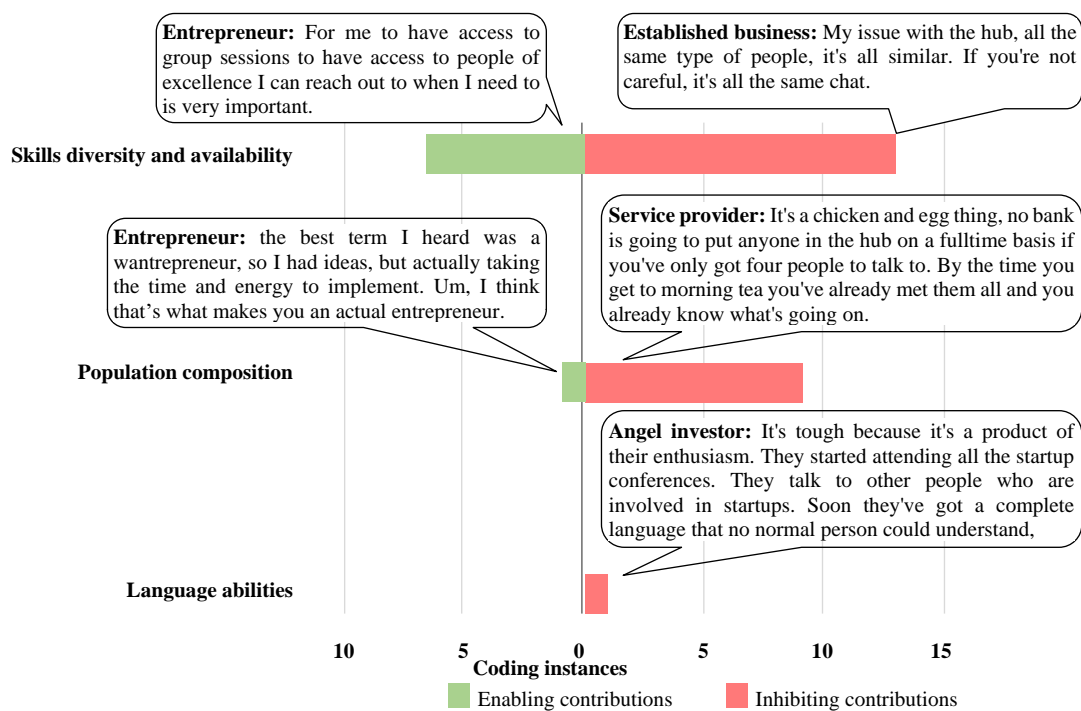 Entrepreneur: For me to have access to
group sessions to have access to people of
excellence I can reach out to when I need to
is very important.
Established business: My issue with the hub, all the
same type of people, it's all similar. If you're not
careful, it's all the same chat.
Skills diversity and availability
Entrepreneur: the best term I heard was a
wantrepreneur, so I had ideas, but actually taking
the time and energy to implement. Um, I think
that’s what makes you an actual entrepreneur.
Service provider: It's a chicken and egg thing, no bank
is going to put anyone in the hub on a fulltime basis if
you've only got four people to talk to. By the time you
get to morning tea you've already met them all and you
already know what's going on.
Population composition
Angel investor: It's tough because it's a product of
their enthusiasm. They started attending all the startup
conferences. They talk to other people who are
involved in startups. Soon they've got a complete
language that no normal person could understand,
Language abilities
10 5 0 5 10 15
Coding instances
Enabling contributions Inhibiting contributions